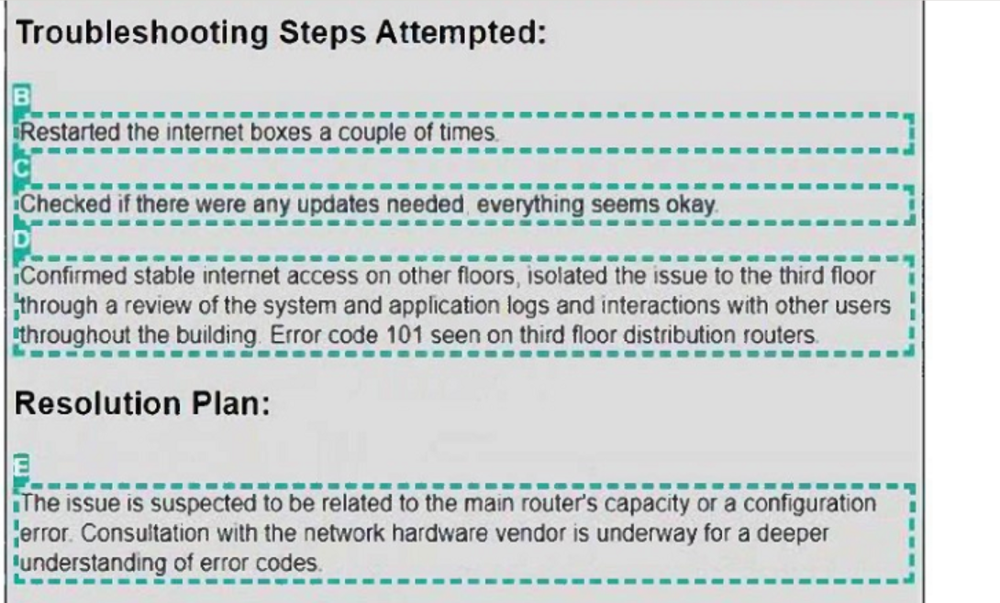 Troubleshooting Steps Attempted:
B
Restarted the internet boxes a couple of times.
C
Checked if there were any updates needed, everything seems okay.
D
Confirmed stable internet access on other floors, isolated the issue to the third floor
through a review of the system and application logs and interactions with other users
throughout the building. Error code 101 seen on third floor distribution routers.
Resolution Plan:
E
The issue is suspected to be related to the main router's capacity or a configuration
error. Consultation with the network hardware vendor is underway for a deeper
understanding of error codes.